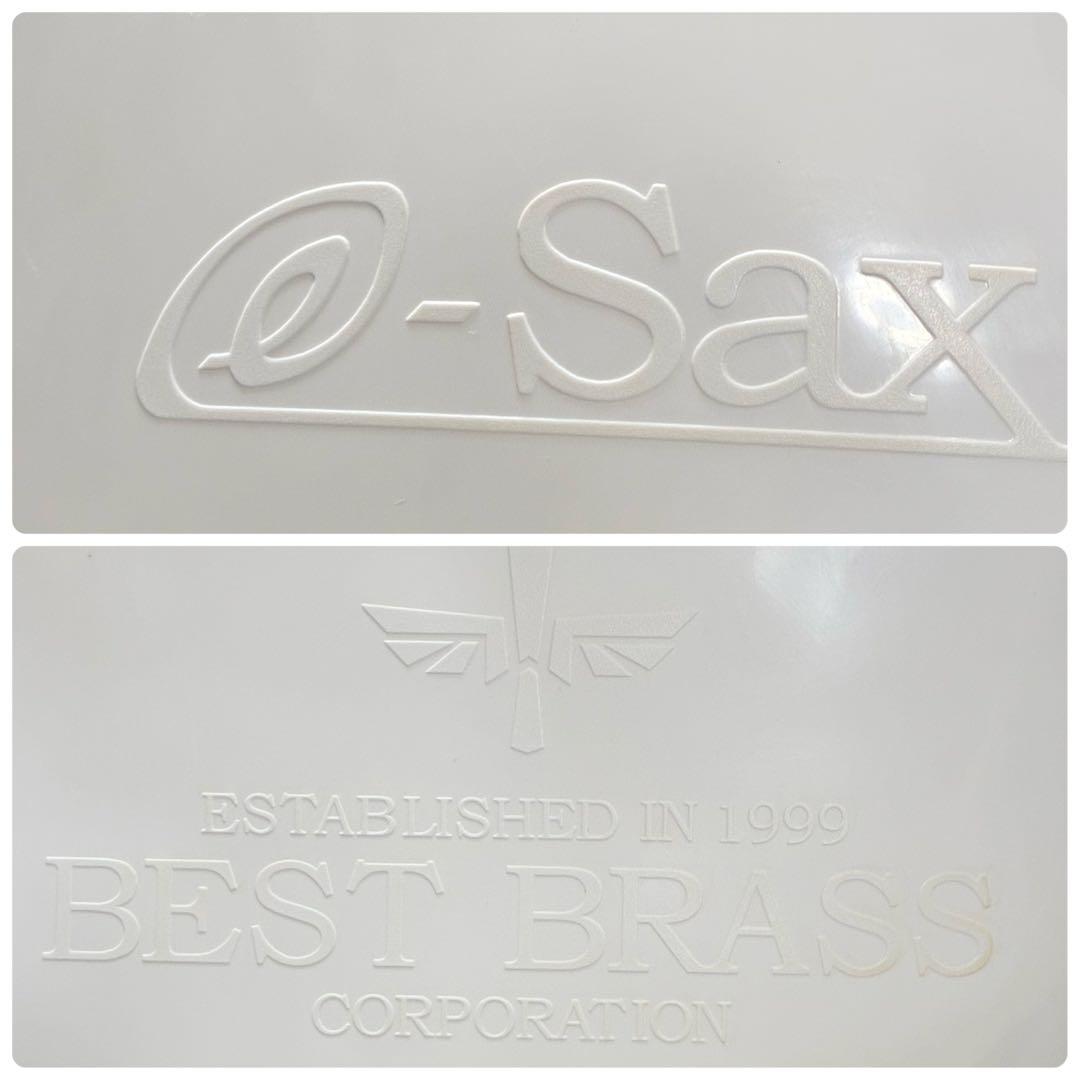 e-Sax
ESTABLISHED IN 1999
BEST BRASS
CORPORATION